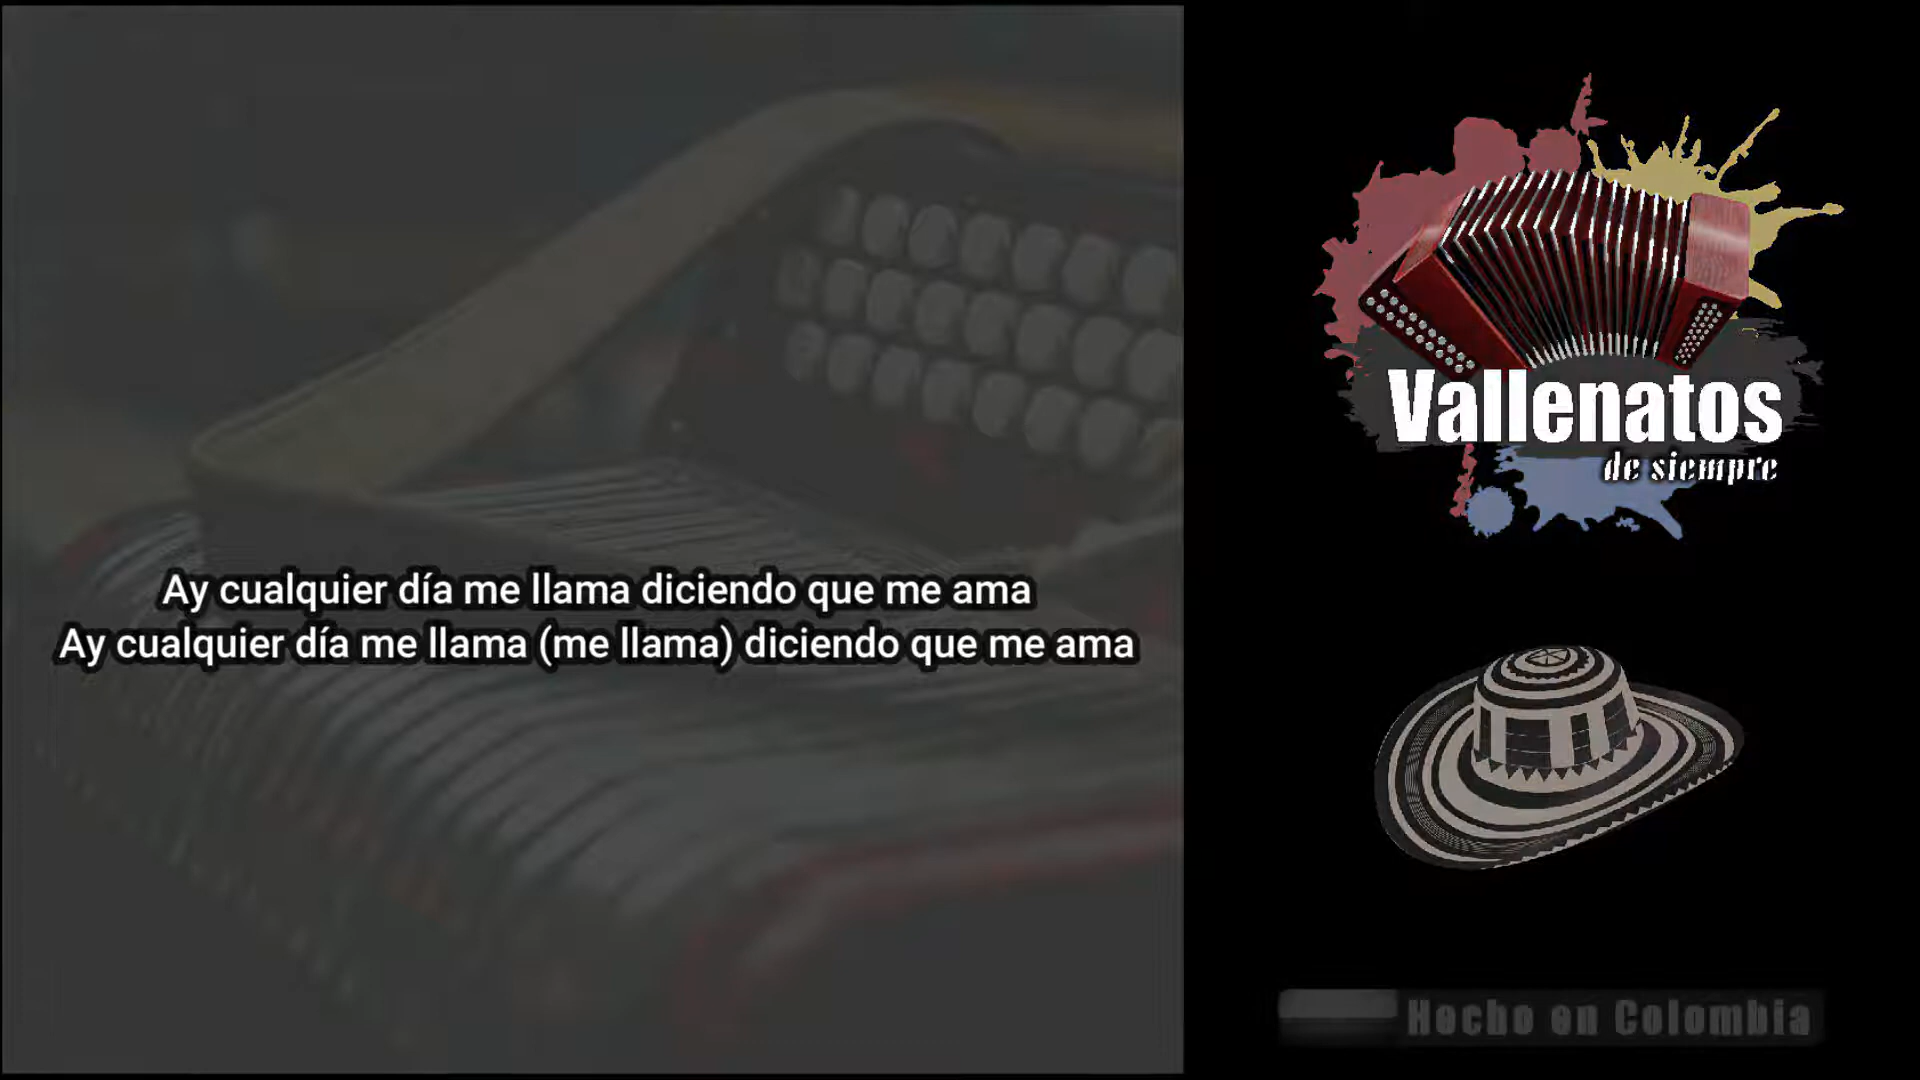 Ay cualquier día me llama diciendo que me ama
Ay cualquier día me llama (me llama) diciendo que me ama
Vallenatos
de siempre
Hecho en Colombia